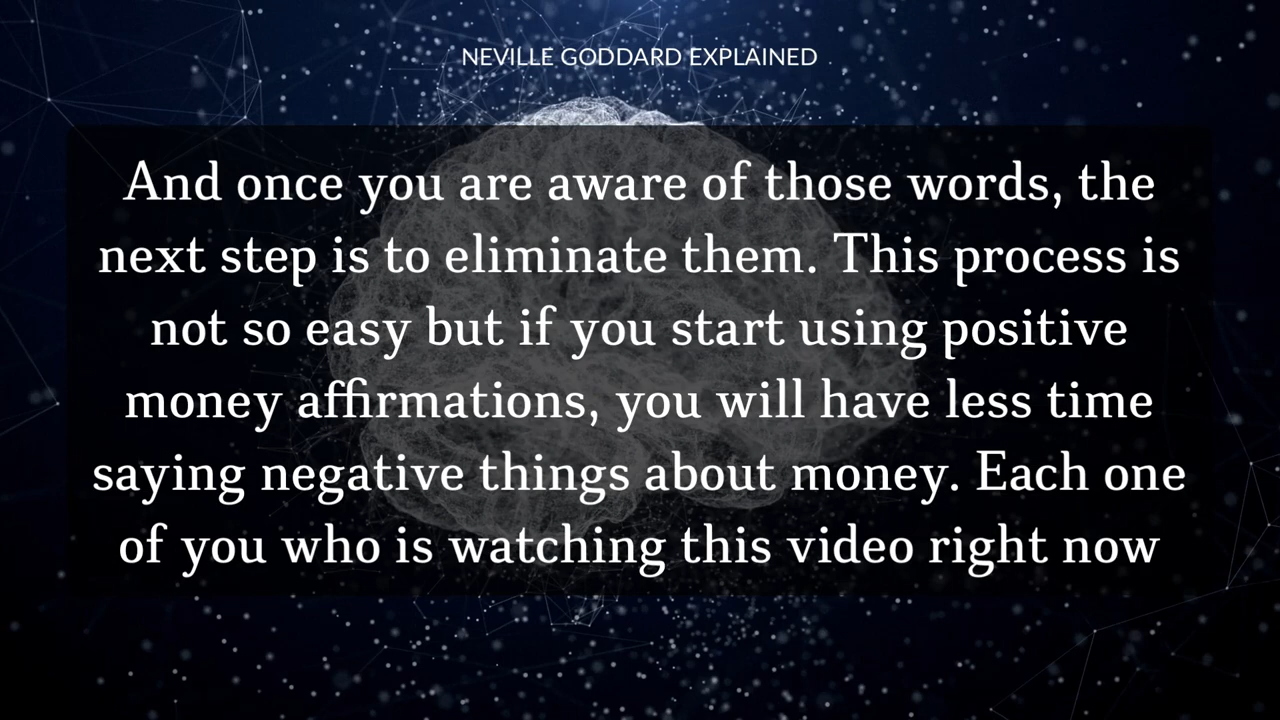 NEVILLE GODDARD EXPLAINED
And once you are aware of those words, the
next step is to eliminate them. This process is
not so easy but if you start using positive
money affirmations, you will have less time
saying negative things about money. Each one
of you who is watching this video right now